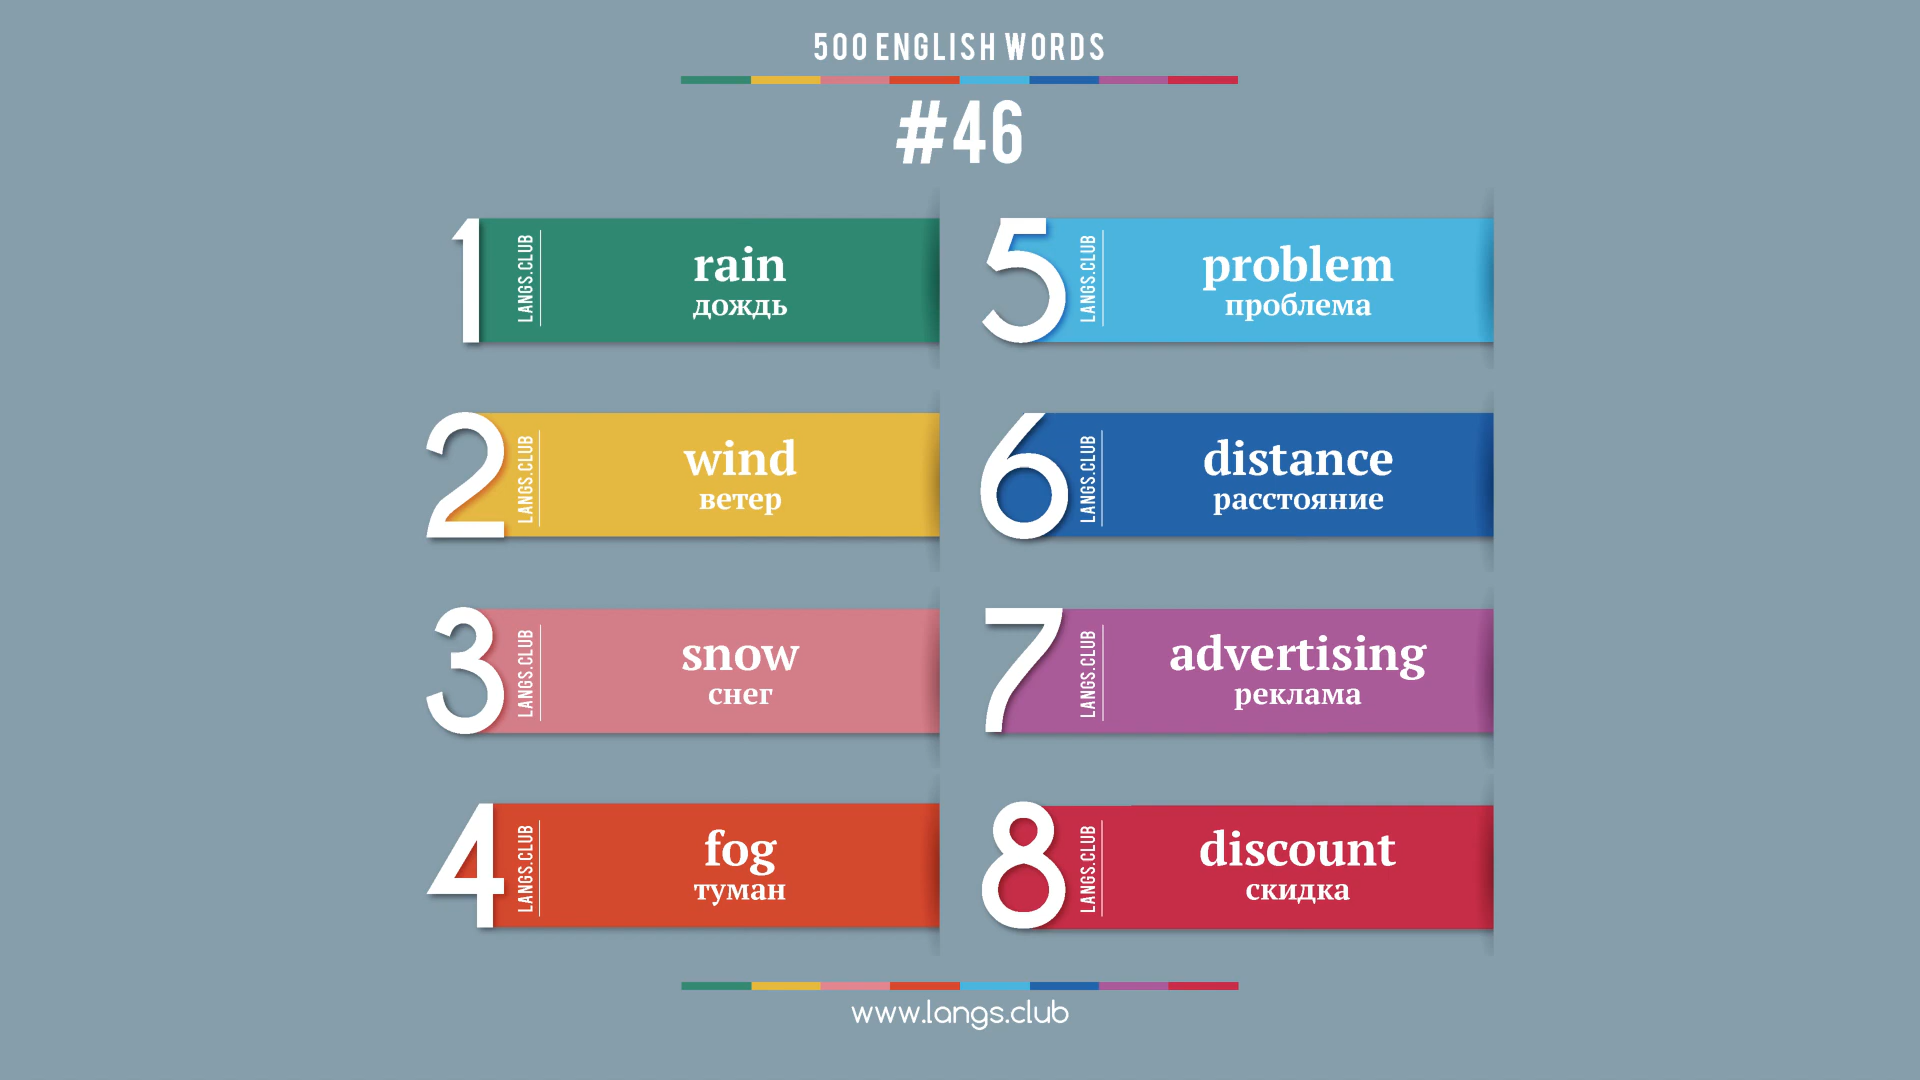 500 ENGLISH WORDS
#46
1
LANGS.CLUB
rain
дождь
2
LANGS.CLUB
wind
ветер
3
LANGS.CLUB
snow
снег
4
LANGS.CLUB
fog
туман
5
LANGS.CLUB
problem
проблема
6
LANGS.CLUB
distance
расстояние
7
LANGS.CLUB
advertising
реклама
8
LANGS.CLUB
discount
скидка
www.langs.club